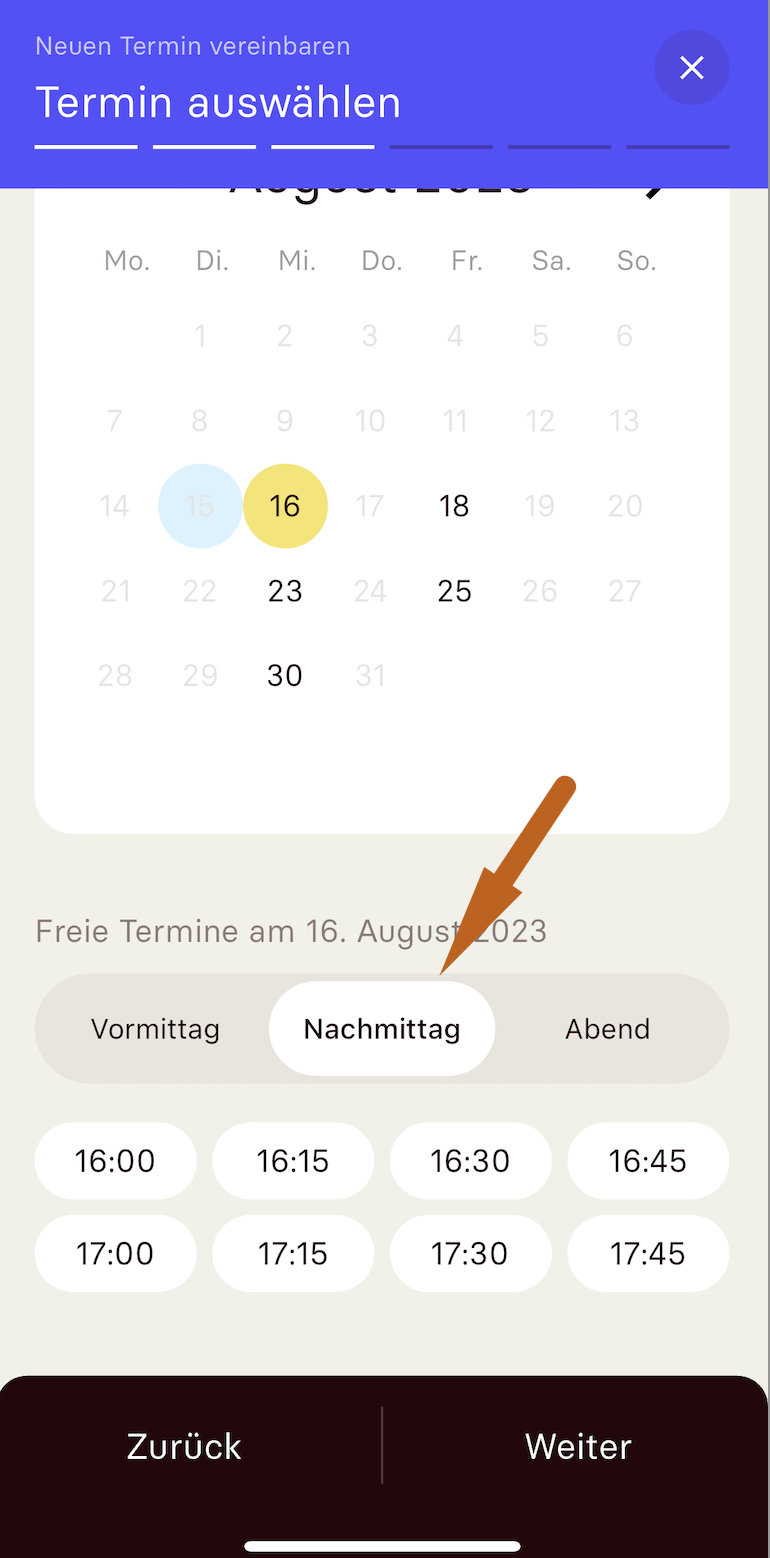 Neuen Termin vereinbaren
Termin auswählen
August 2023
Mo. Di. Mi. Do. Fr. Sa. So.
1 2 3 4 5 6
7 8 9 10 11 12 13
14 15 16 17 18 19 20
21 22 23 24 25 26 27
28 29 30 31
Freie Termine am 16. August 2023
Vormittag Nachmittag Abend
16:00 16:15 16:30 16:45
17:00 17:15 17:30 17:45
Zurück Weiter